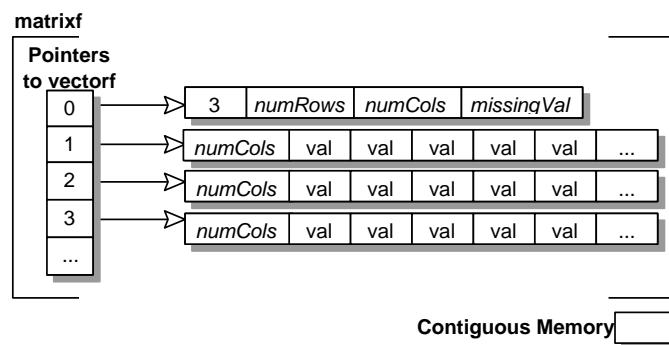 matrixf
Pointers
to vectorf
0 3 numRows numCols missingVal
1 numCols val val val val val ...
2 numCols val val val val val ...
3 numCols val val val val val ...
...
Contiguous Memory